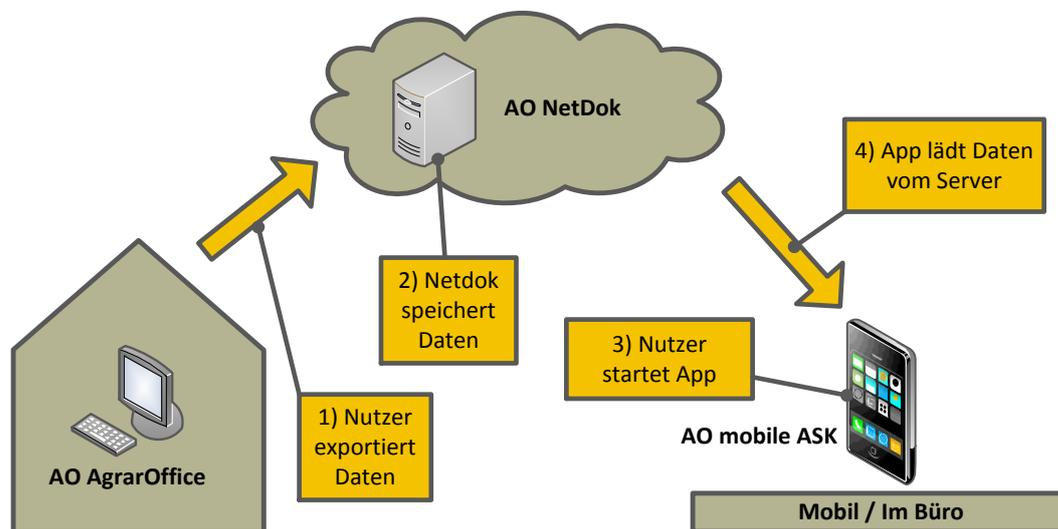 AO NetDok
4) App lädt Daten
vom Server
2) Netdok
speichert
Daten
3) Nutzer
startet App
1) Nutzer
exportiert
Daten
AO mobile ASK
AO AgrarOffice
Mobil / Im Büro